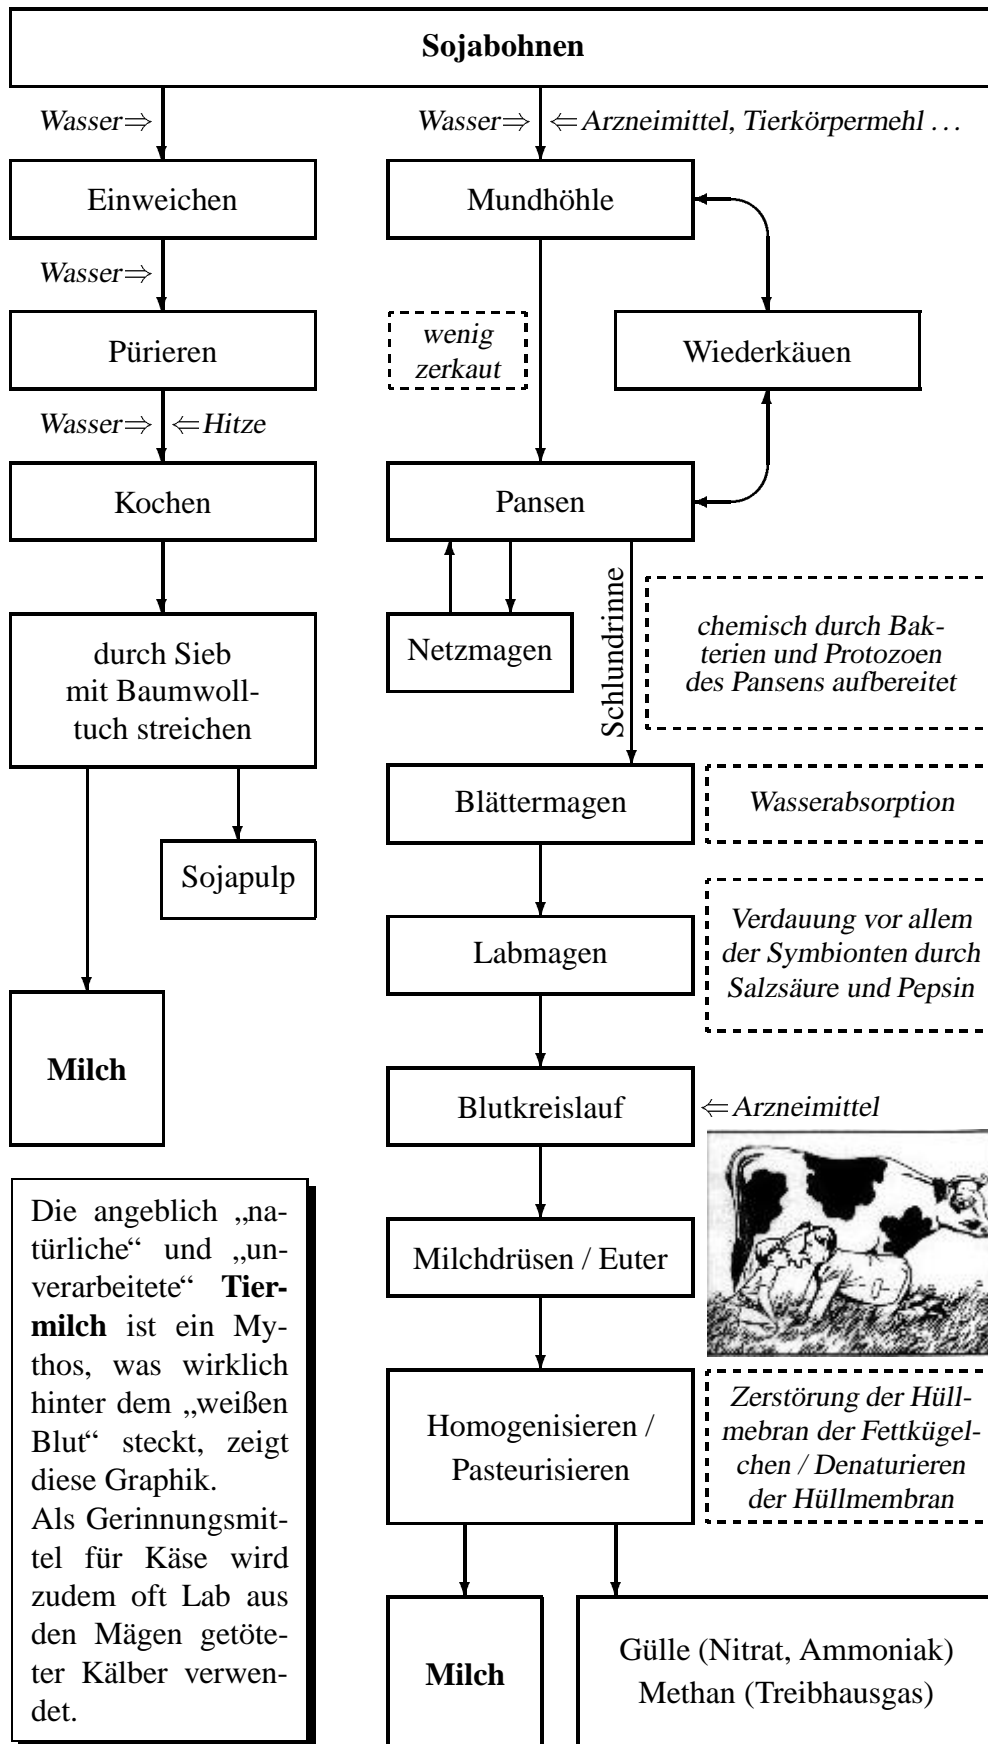 Sojabohnen
Wasser⇒
Einweichen
Wasser⇒
Pürieren
Wasser⇒ ⇐Hitze
Kochen
durch Sieb
mit Baumwoll-
tuch streichen
Sojapulp
Milch
Wasser⇒ ⇐Arzneimittel, Tierkörpermehl …
Mundhöhle
wenig
zerkaut
Wiederkäuen
Pansen
Netzmagen
Schlundrinne
chemisch durch Bak-
terien und Protozoen
des Pansens aufbereitet
Blättermagen
Wasserabsorption
Labmagen
Verdauung vor allem
der Symbionten durch
Salzsäure und Pepsin
Blutkreislauf
⇐Arzneimittel
Milchdrüsen / Euter
Homogenisieren /
Pasteurisieren
Zerstörung der Hüll-
mebran der Fettkügel-
chen / Denaturieren
der Hüllmembran
Milch
Gülle (Nitrat, Ammoniak)
Methan (Treibhausgas)
Die angeblich „na-
türliche“ und „un-
verarbeitete“ Tier-
milch ist ein My-
thos, was wirklich
hinter dem „weißen
Blut“ steckt, zeigt
diese Graphik.
Als Gerinnungsmit-
tel für Käse wird
zudem oft Lab aus
den Mägen getöte-
ter Kälber verwen-
det.